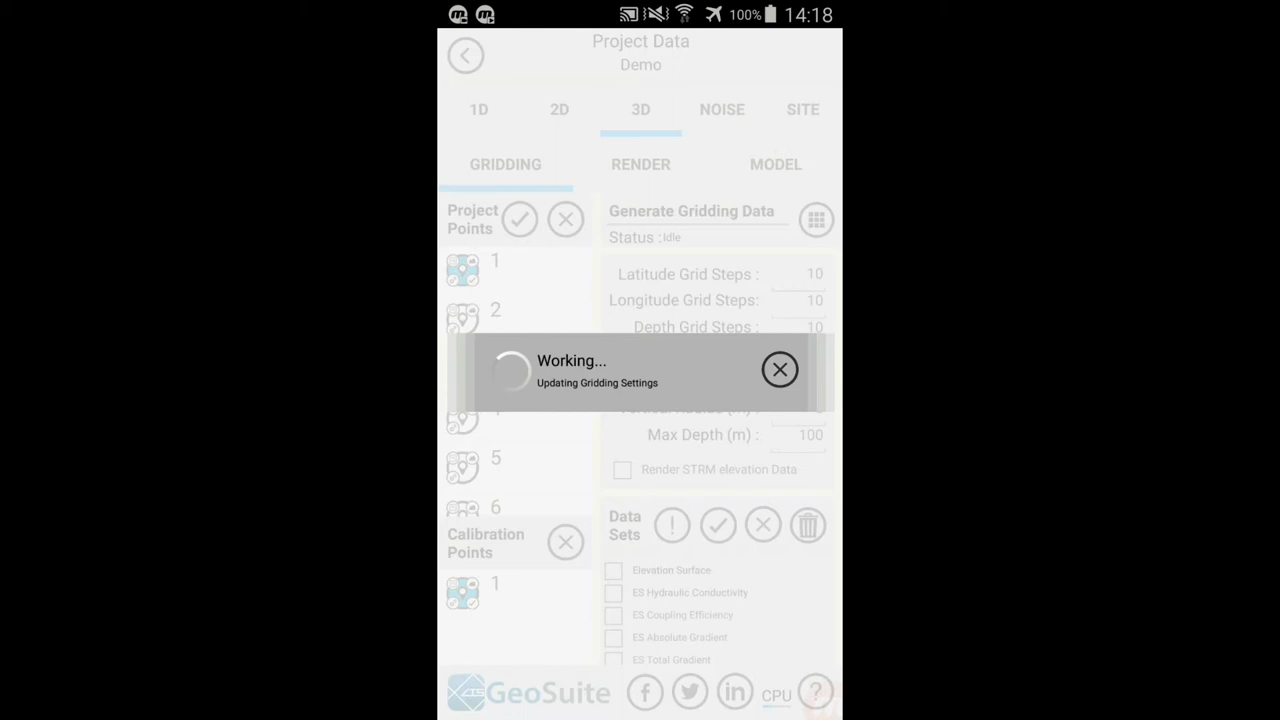 100% 14:18
Project Data
Demo
1D 2D 3D NOISE SITE
GRIDDING RENDER MODEL
Project
Points
Generate Gridding Data
Status : Idle
1
Latitude Grid Steps : 10
Longitude Grid Steps: 10
2
Depth Grid Steps : 10
Working...
Updating Gridding Settings
Max Depth (m) : 100
5
Render STRM elevation Data
6
Data
Sets
!
Calibration
Points
Elevation Surface
1
ES Hydraulic Conductivity
ES Coupling Efficiency
ES Absolute Gradient
ES Total Gradient
GeoSuite
f
in
CPU
?